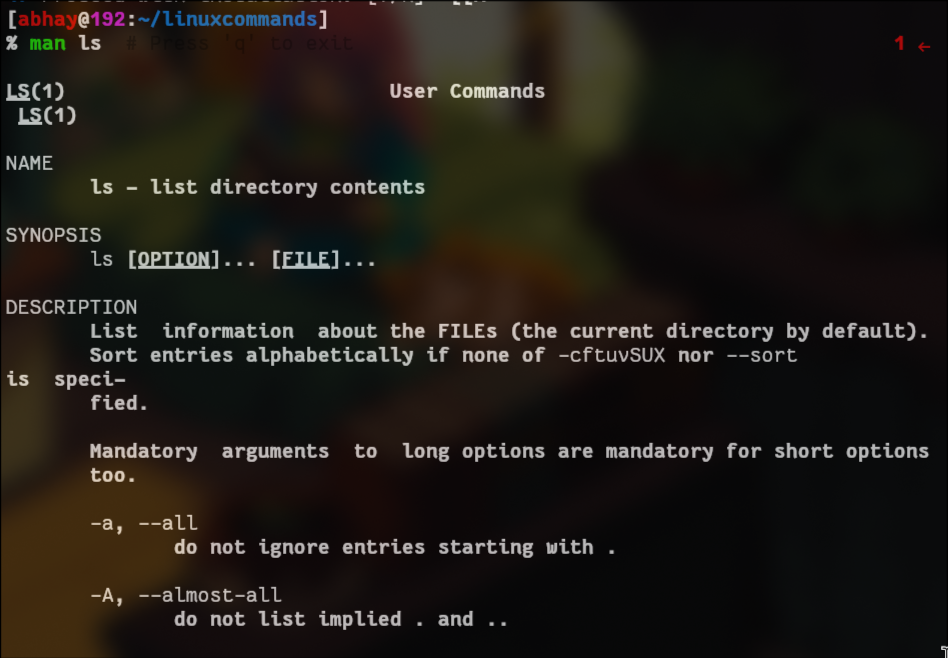 [abhay@192:~/linuxcommands]
% man ls  # Press 'q' to exit 1 ←
LS(1) User Commands
LS(1)
NAME
ls - list directory contents
SYNOPSIS
ls [OPTION]... [FILE]...
DESCRIPTION
List  information  about the FILEs (the current directory by default).
Sort entries alphabetically if none of -cftuvSUX nor --sort
is  speci-
fied.
Mandatory  arguments  to  long options are mandatory for short options
too.
-a, --all
do not ignore entries starting with .
-A, --almost-all
do not list implied . and ..